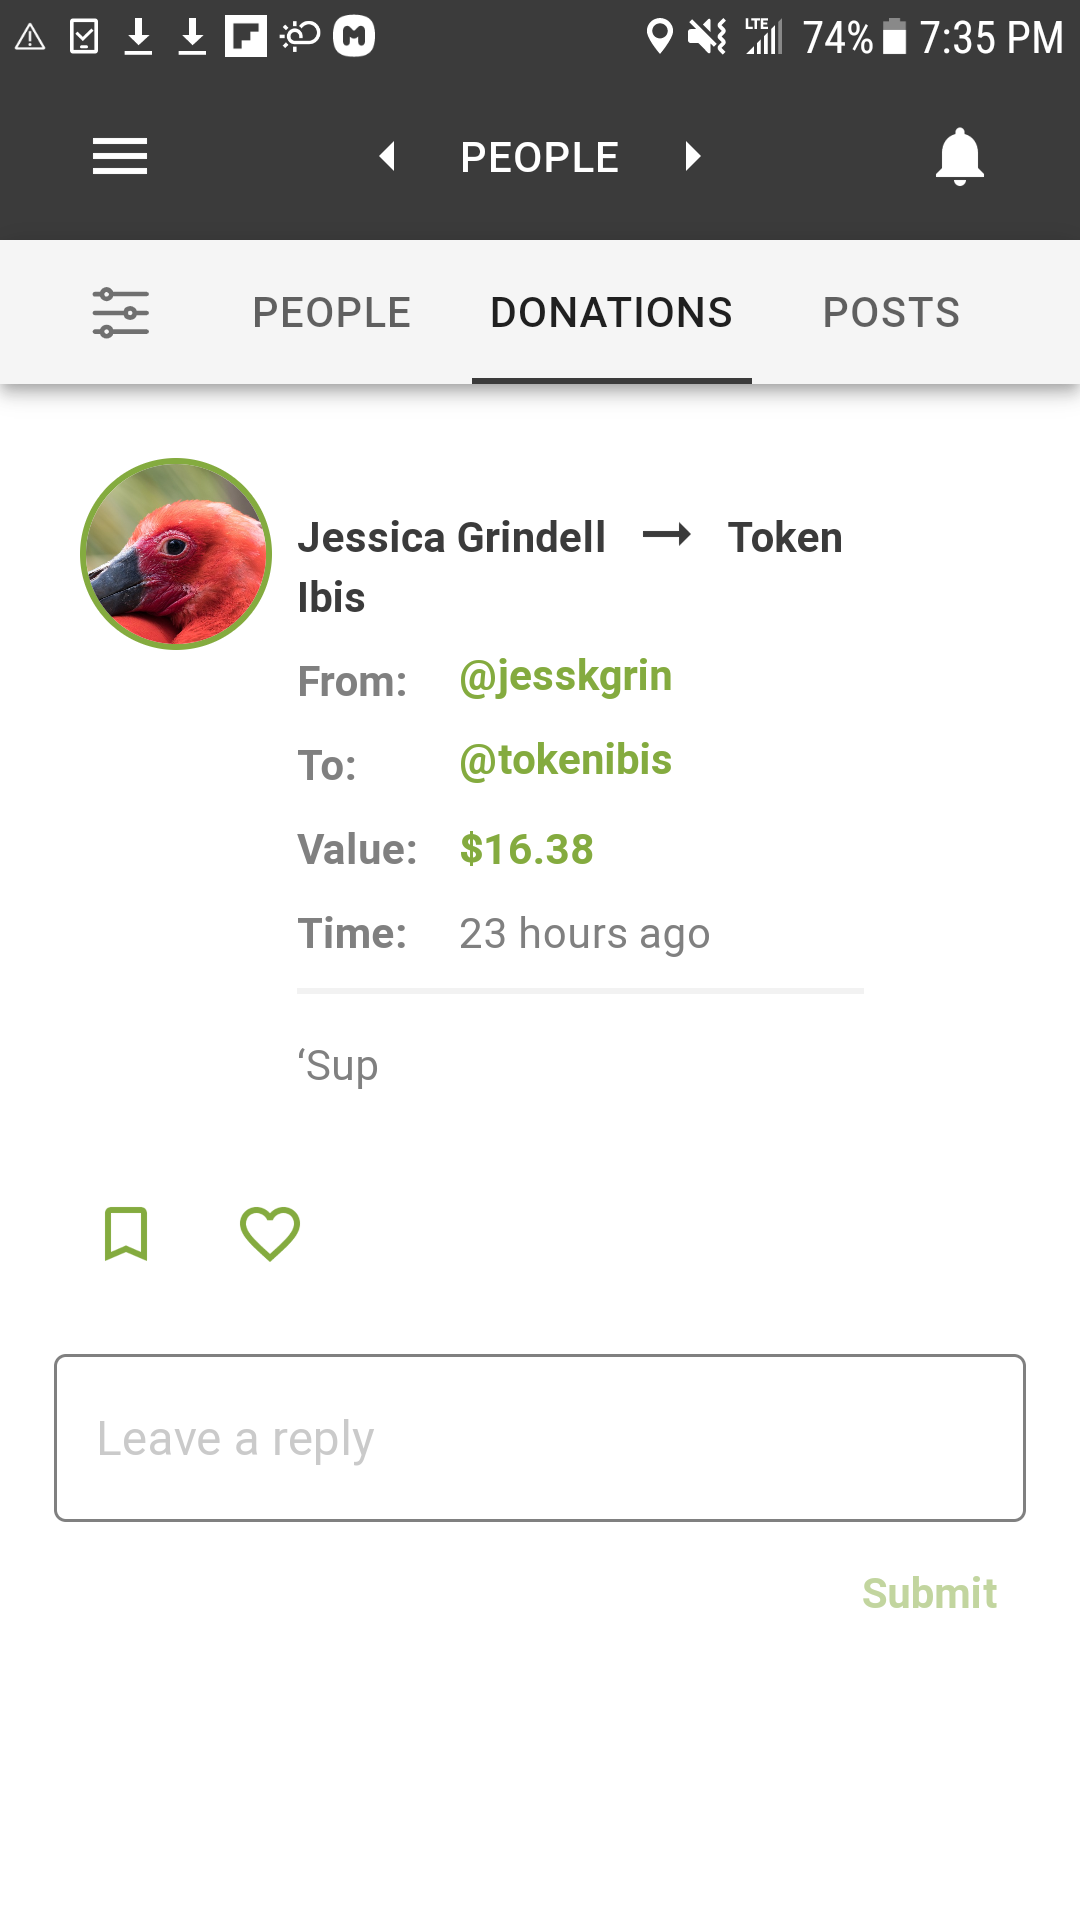 LTE 74% 7:35 PM
PEOPLE
PEOPLE DONATIONS POSTS
Jessica Grindell → Token
Ibis
From: @jesskgrin
To: @tokenibis
Value: $16.38
Time: 23 hours ago
‘Sup
Leave a reply
Submit